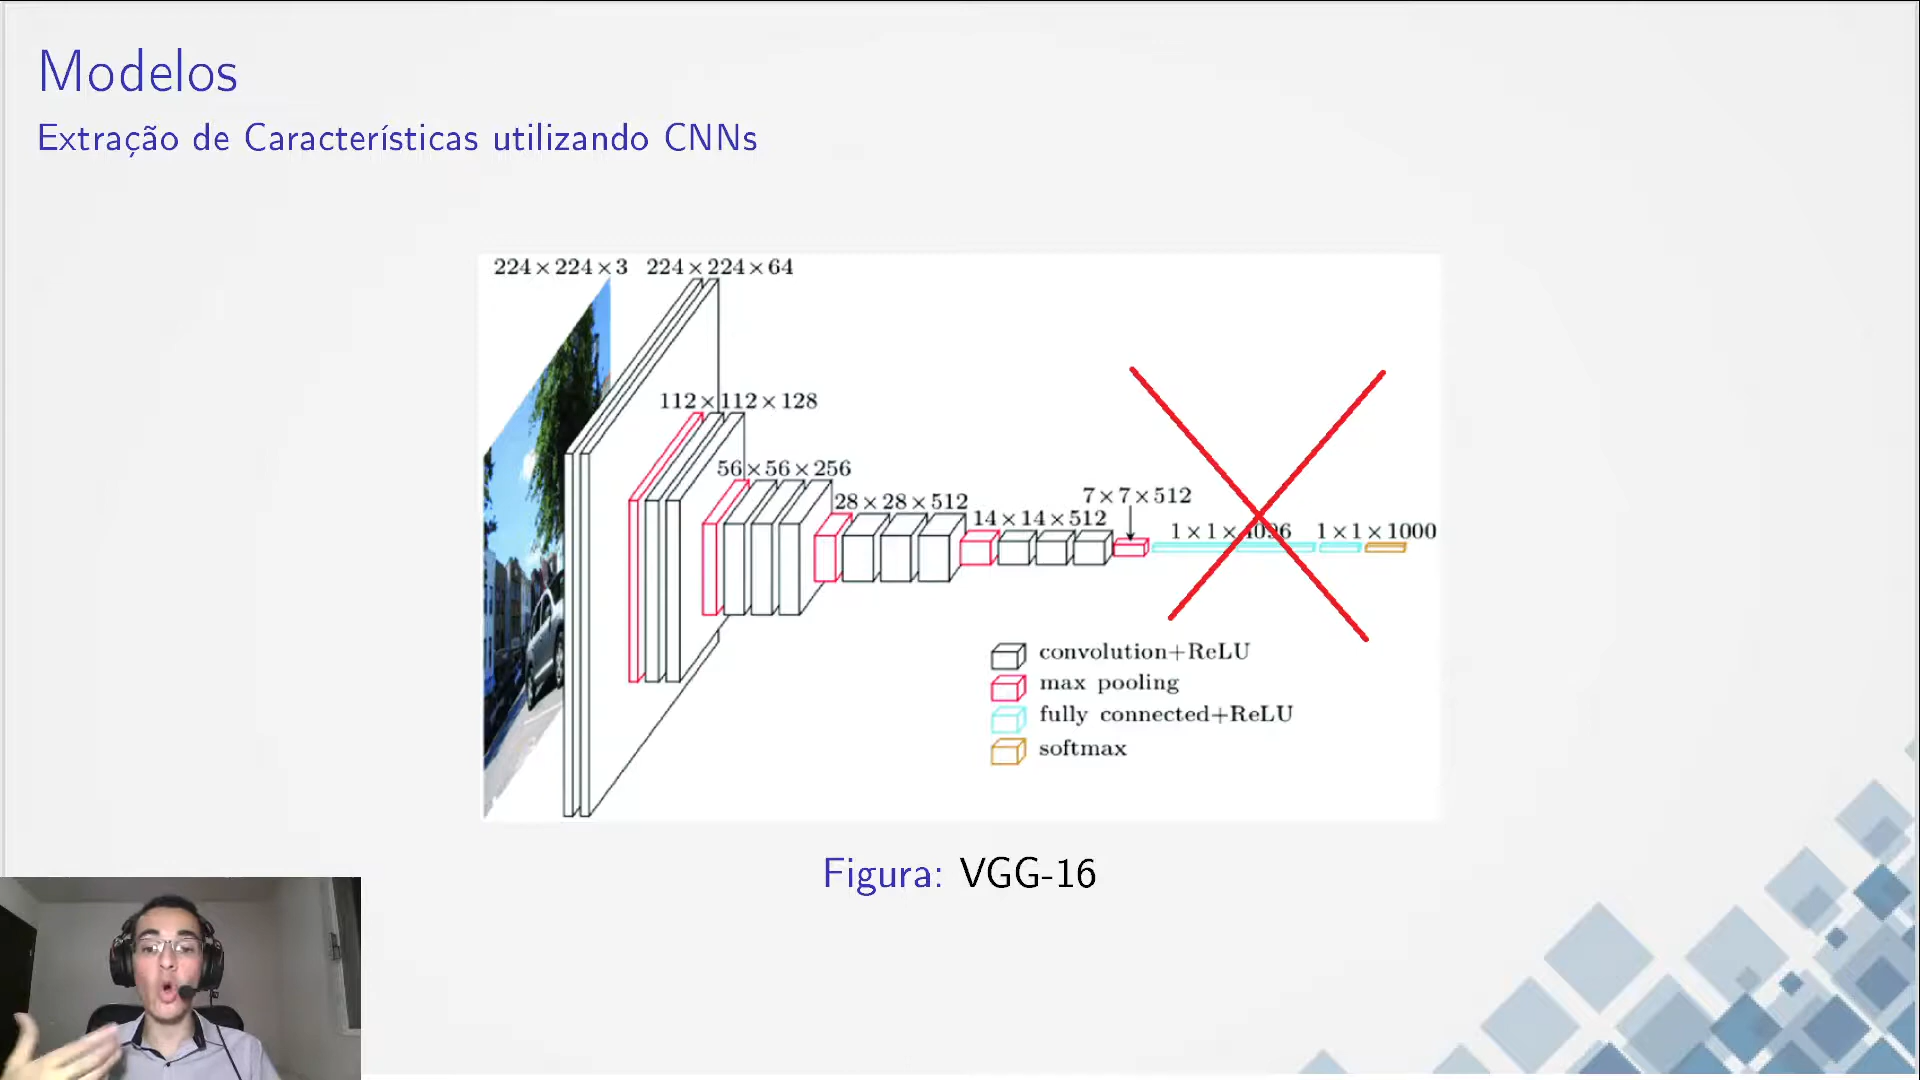 Modelos
Extração de Características utilizando CNNs
224×224×3 224×224×64
112×112×128
56×56×256
28×28×512
14×14×512
7×7×512
1×1×4096 1×1×1000
convolution+ReLU
max pooling
fully connected+ReLU
softmax
Figura: VGG-16